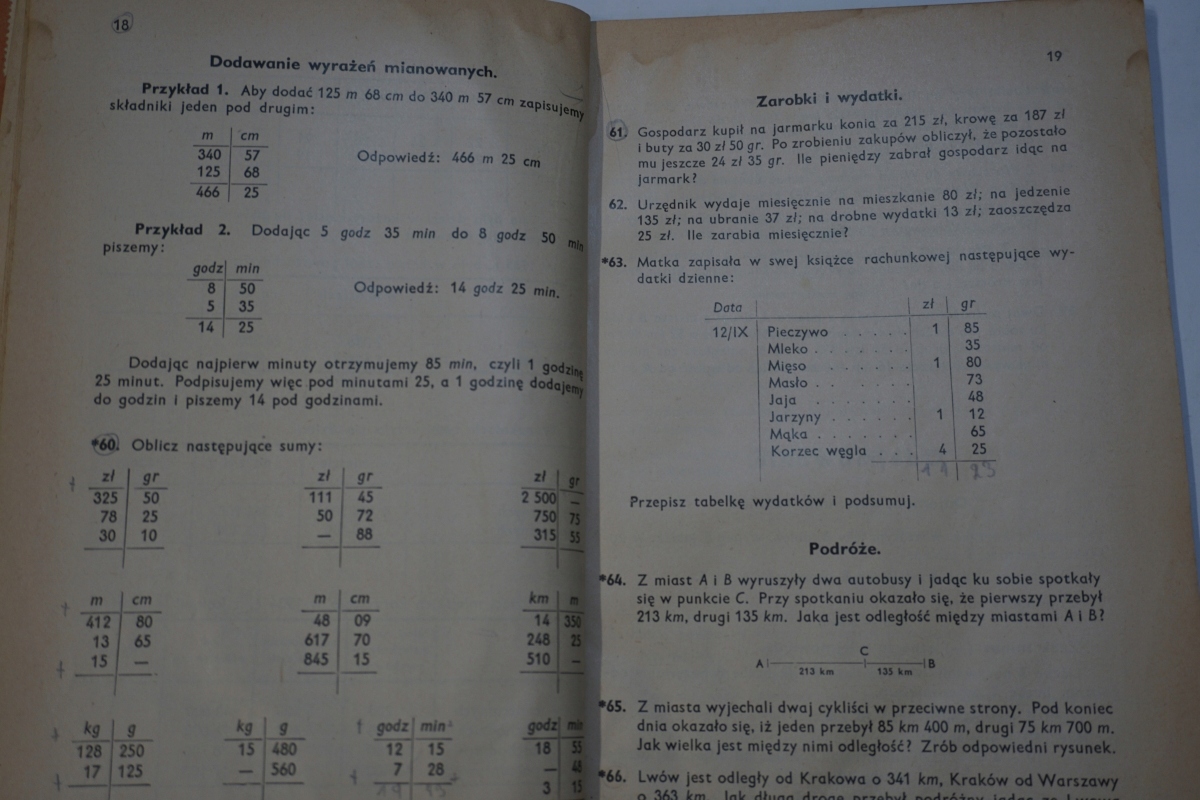 18
Dodawanie wyrażeń mianowanych.
Przykład 1. Aby dodać 125 m 68 cm do 340 m 57 cm zapisujemy
składniki jeden pod drugim:
m cm
340 57
125 68
466 25
Odpowiedź: 466 m 25 cm
Przykład 2. Dodając 5 godz 35 min do 8 godz 50 min
piszemy:
godz min
8 50
5 35
14 25
Odpowiedź: 14 godz 25 min.
Dodając najpierw minuty otrzymujemy 85 min, czyli 1 godzinę
25 minut. Podpisujemy więc pod minutami 25, a 1 godzinę dodajemy
do godzin i piszemy 14 pod godzinami.
*60. Oblicz następujące sumy:
zł gr
325 50
78 25
30 10
zł gr
111 45
50 72
— 88
zł gr
2 500 —
750 75
315 55
m cm
412 80
13 65
15 —
m cm
48 09
617 70
845 15
km m
14 350
248 25
510 –
kg g
128 250
17 125
kg g
15 480
— 560
godz min
12 15
7 28
godz min
18 55
— 48
3 15
19
Zarobki i wydatki.
61. Gospodarz kupił na jarmarku konia za 215 zł, krowę za 187 zł
i buty za 30 zł 50 gr. Po zrobieniu zakupów obliczył, że pozostało
mu jeszcze 24 zł 35 gr. Ile pieniędzy zabrał gospodarz idąc na
jarmark?
62. Urzędnik wydaje miesięcznie na mieszkanie 80 zł; na jedzenie
135 zł; na ubranie 37 zł; na drobne wydatki 13 zł; zaoszczędza
25 zł. Ile zarabia miesięcznie?
*63. Matka zapisała w swej książce rachunkowej następujące wy-
datki dzienne:
Data zł gr
12/IX Pieczywo . . . . . 1 85
Mleko . . . . . . . 35
Mięso . . . . . . 1 80
Masło . . . . . . . 73
Jaja . . . . . . . 48
Jarzyny . . . . . . 1 12
Mąka . . . . . . . 65
Korzec węgla . . . 4 25
Przepisz tabelkę wydatków i podsumuj.
Podróże.
*64. Z miast A i B wyruszyły dwa autobusy i jadąc ku sobie spotkały
się w punkcie C. Przy spotkaniu okazało się, że pierwszy przebył
213 km, drugi 135 km. Jaka jest odległość między miastami A i B?
C
A B
213 km 135 km
*65. Z miasta wyjechali dwaj cykliści w przeciwne strony. Pod koniec
dnia okazało się, iż jeden przebył 85 km 400 m, drugi 75 km 700 m.
Jak wielka jest między nimi odległość? Zrób odpowiedni rysunek.
*66. Lwów jest odległy od Krakowa o 341 km, Kraków od Warszawy
o 363 km. Jak długą drogę przebył podróżny jadąc ze Lwowa